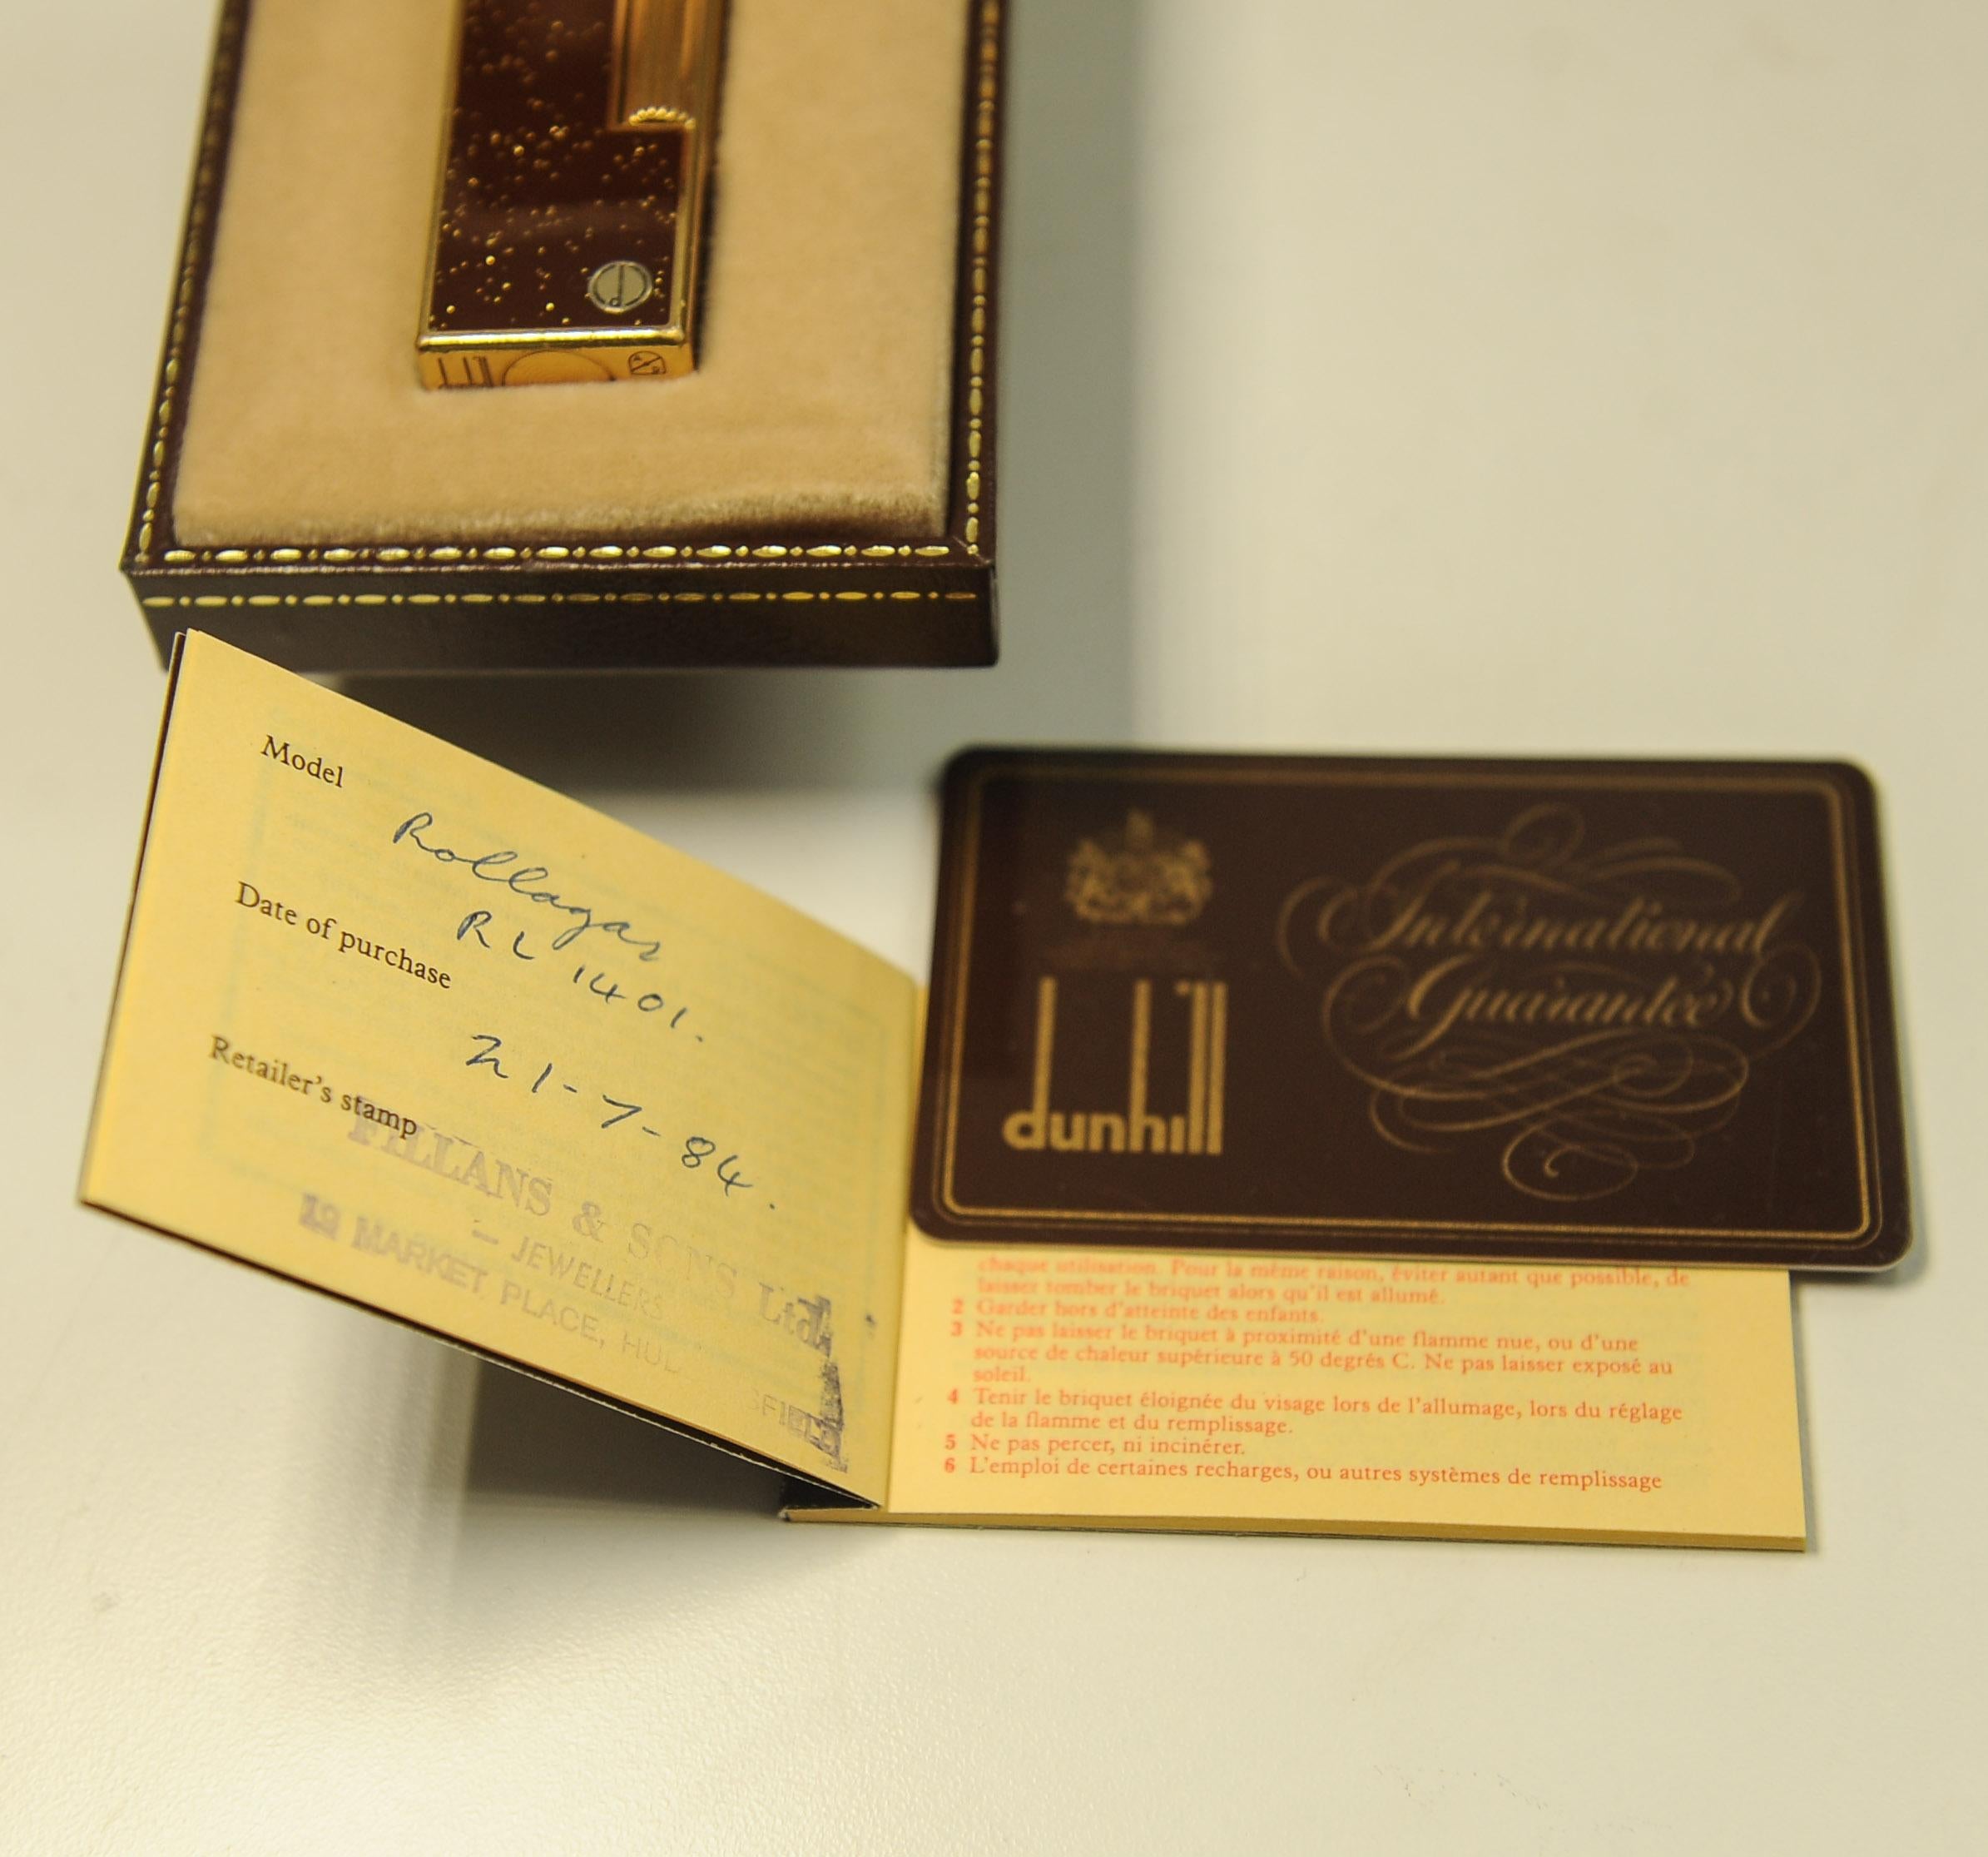 Model
Rollagas
RL 1401.
Date of purchase
21-7-84.
Retailer's stamp
FILLANS & SONS Ltd
- JEWELLERS
MARKET PLACE, HUD
SFIELD
dunhill
International
Guarantee
chaque utilisation. Pour la même raison, éviter autant que possible, de
laisser tomber le briquet alors qu'il est allumé.
2 Garder hors d'atteinte des enfants.
3 Ne pas laisser le briquet à proximité d'une flamme nue, ou d'une
source de chaleur supérieure à 50 degrés C. Ne pas laisser exposé au
soleil.
4 Tenir le briquet éloignée du visage lors de l'allumage, lors du réglage
de la flamme et du remplissage.
5 Ne pas percer, ni incinérer.
6 L'emploi de certaines recharges, ou autres systèmes de remplissage